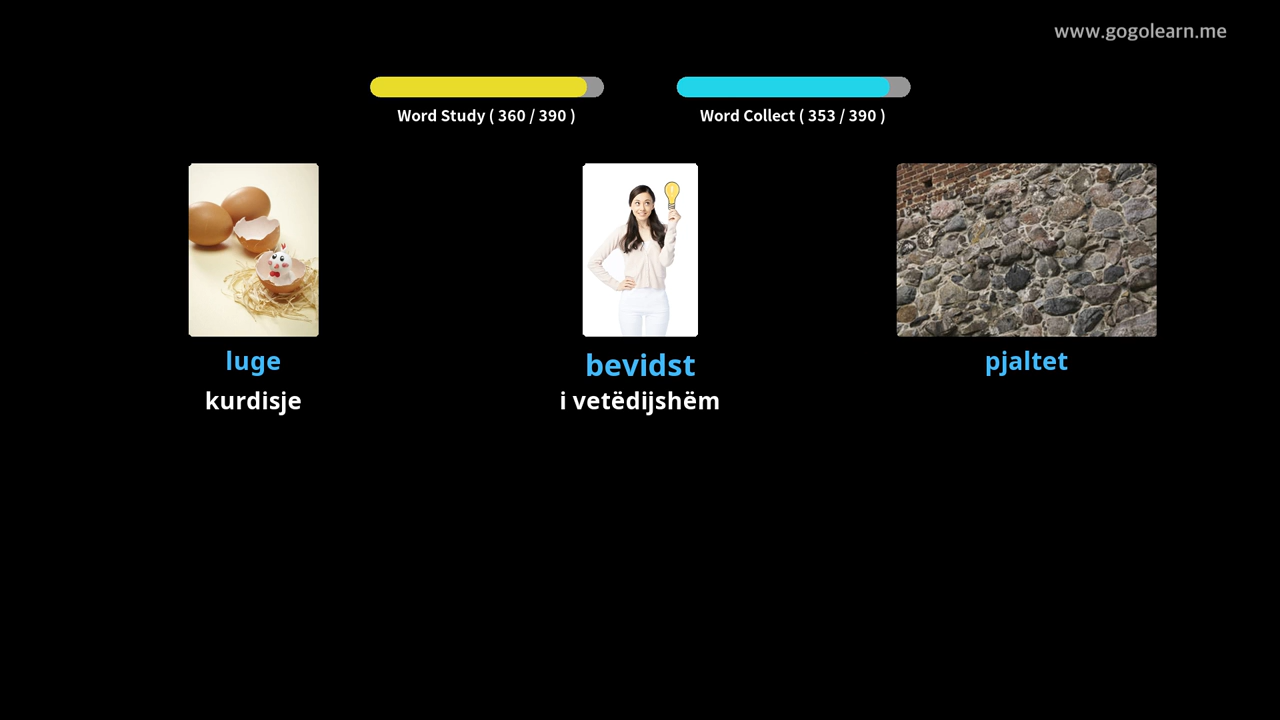 www.gogolearn.me
Word Study ( 360 / 390 )
Word Collect ( 353 / 390 )
luge
bevidst
pjaltet
kurdisje
i vetëdijshëm